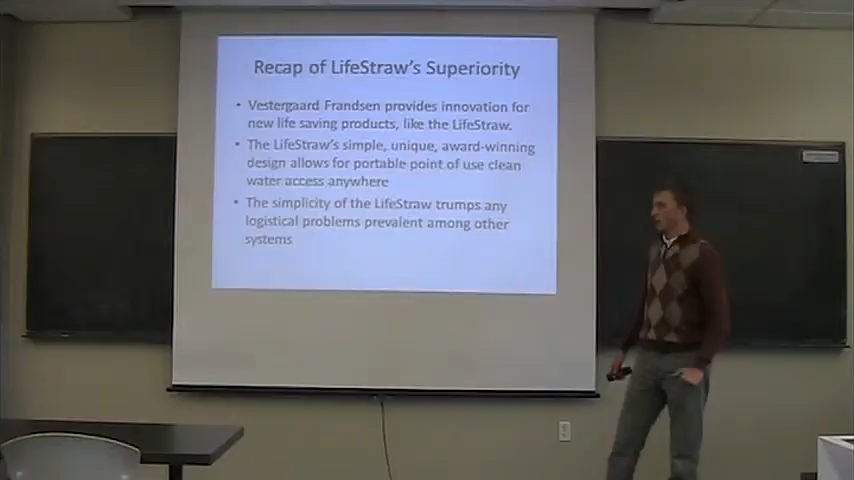 Recap of LifeStraw's Superiority
• Vestergaard Frandsen provides innovation for
new life saving products, like the LifeStraw.
• The LifeStraw's simple, unique, award-winning
design allows for portable point of use clean
water access anywhere
• The simplicity of the LifeStraw trumps any
logistical problems prevalent among other
systems